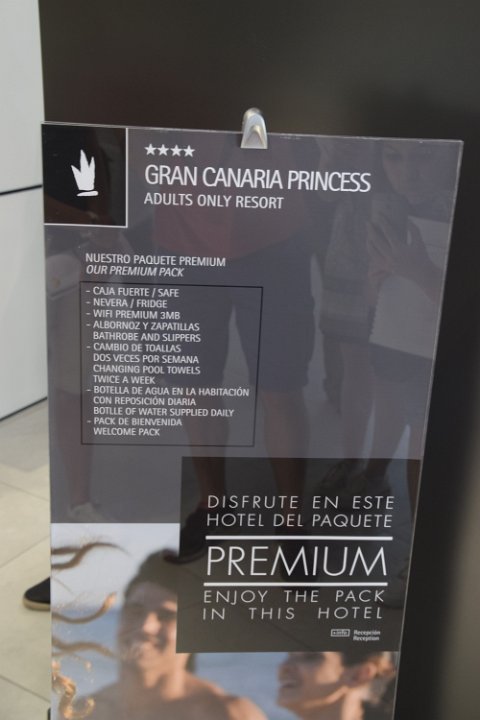 ★★★★
GRAN CANARIA PRINCESS
ADULTS ONLY RESORT
NUESTRO PAQUETE PREMIUM
OUR PREMIUM PACK
- CAJA FUERTE / SAFE
- NEVERA / FRIDGE
- WIFI PREMIUM 3MB
- ALBORNOZ Y ZAPATILLAS
BATHROBE AND SLIPPERS
- CAMBIO DE TOALLAS
DOS VECES POR SEMANA
CHANGING POOL TOWELS
TWICE A WEEK
- BOTELLA DE AGUA EN LA HABITACIÓN
CON REPOSICIÓN DIARIA
BOTLLE OF WATER SUPPLIED DAILY
- PACK DE BIENVENIDA
WELCOME PACK
DISFRUTE EN ESTE
HOTEL DEL PAQUETE
PREMIUM
ENJOY THE PACK
IN THIS HOTEL
+info Recepción
Reception